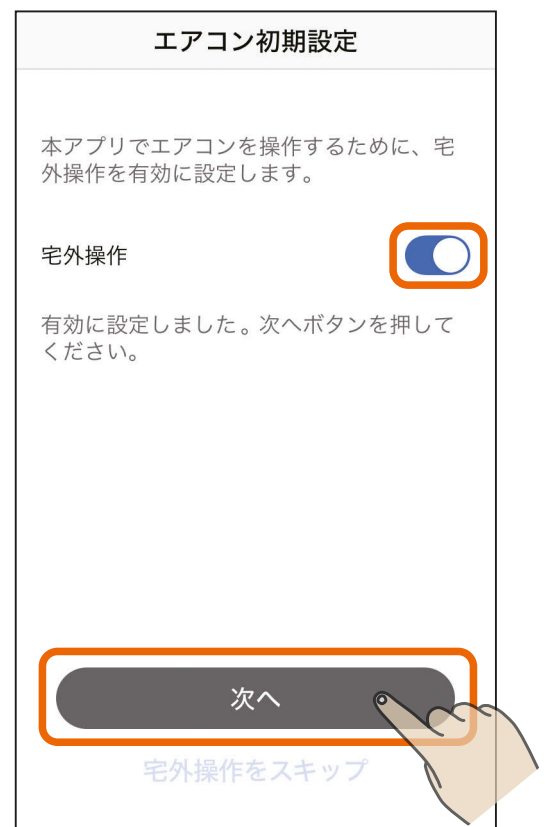 エアコン初期設定
本アプリでエアコンを操作するために、宅
外操作を有効に設定します。
宅外操作
有効に設定しました。次へボタンを押して
ください。
次へ
宅外操作をスキップ